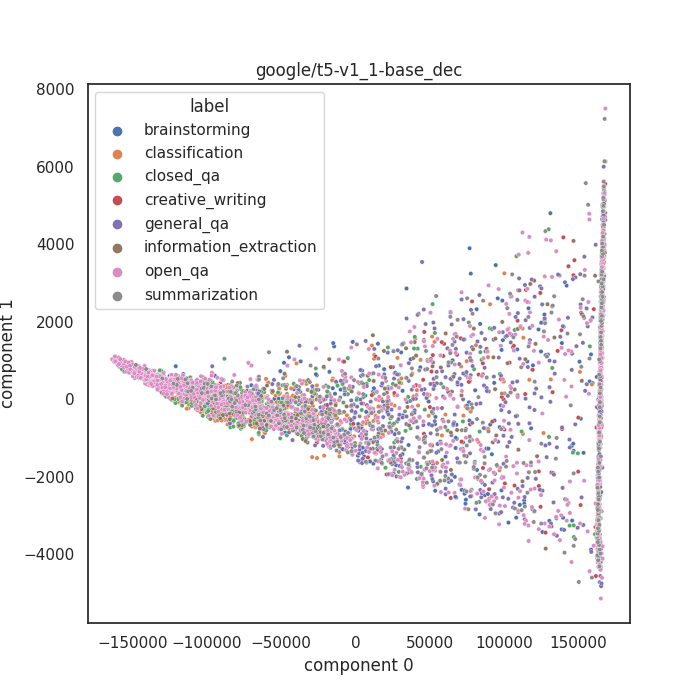 google/t5-v1_1-base_dec
label
brainstorming
classification
closed_qa
creative_writing
general_qa
information_extraction
open_qa
summarization
8000
6000
4000
2000
0
−2000
−4000
component 1
−150000 −100000 −50000 0 50000 100000 150000
component 0